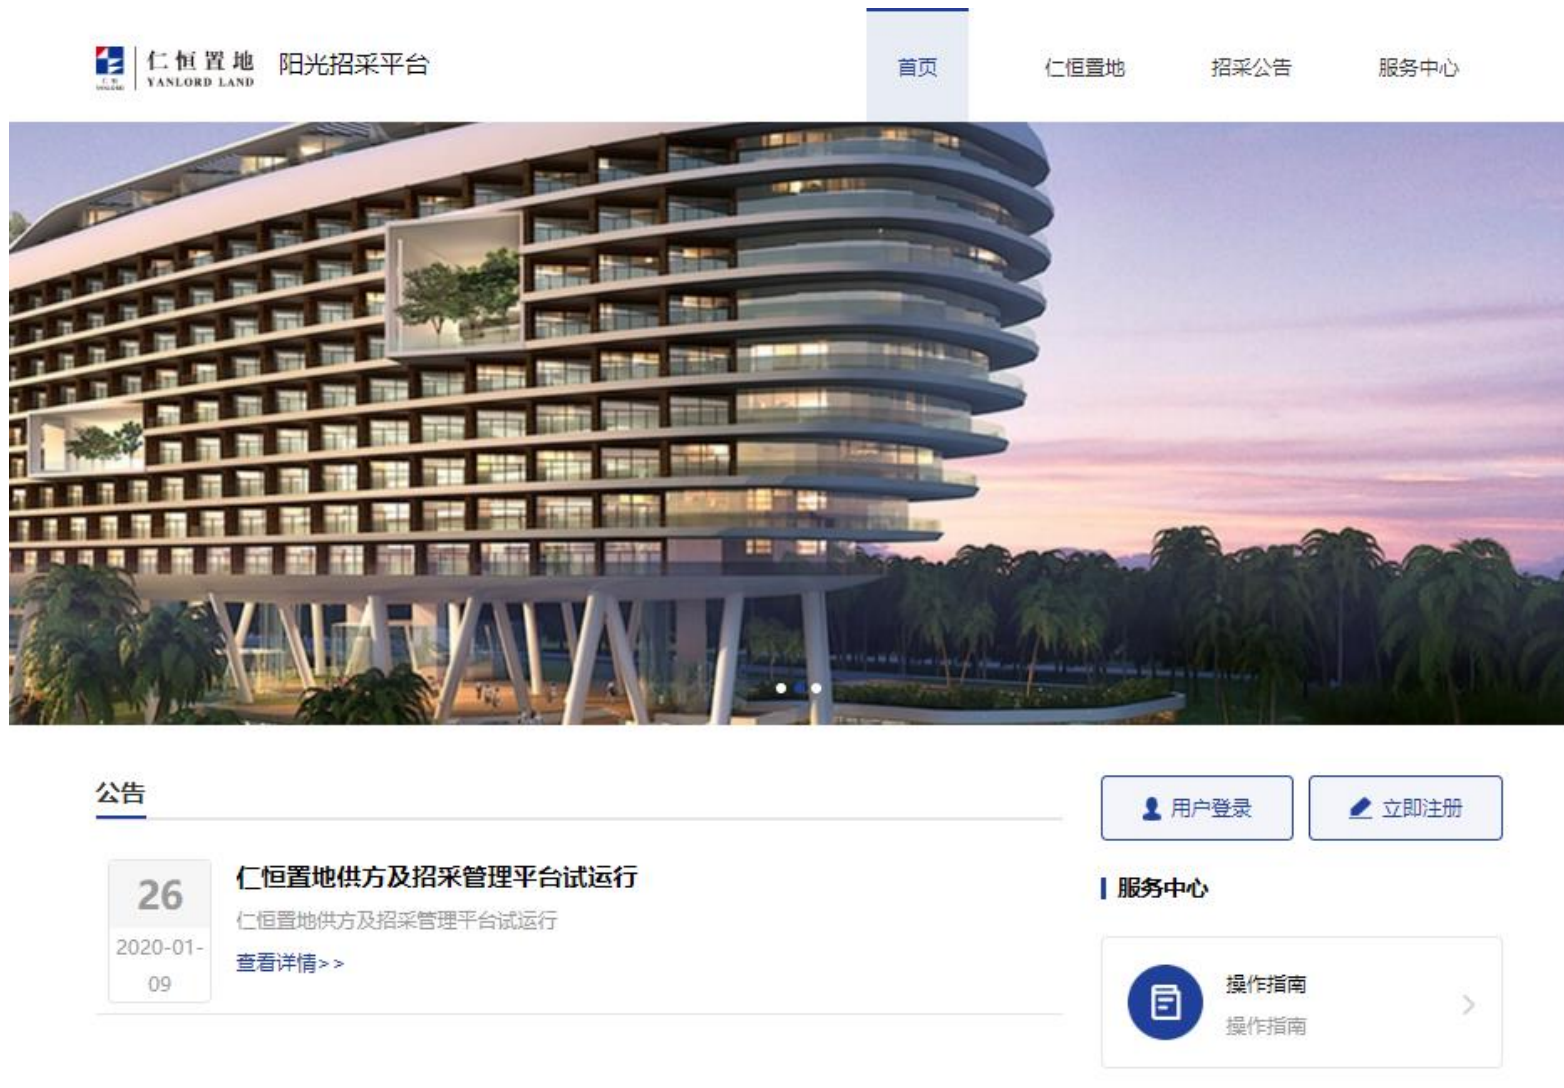 仁恒置地
YANLORD LAND
仁恒
YANLORD
阳光招采平台
首页
仁恒置地
招采公告
服务中心
公告
26
2020-01-
09
仁恒置地供方及招采管理平台试运行
仁恒置地供方及招采管理平台试运行
查看详情>>
用户登录
立即注册
服务中心
操作指南
操作指南